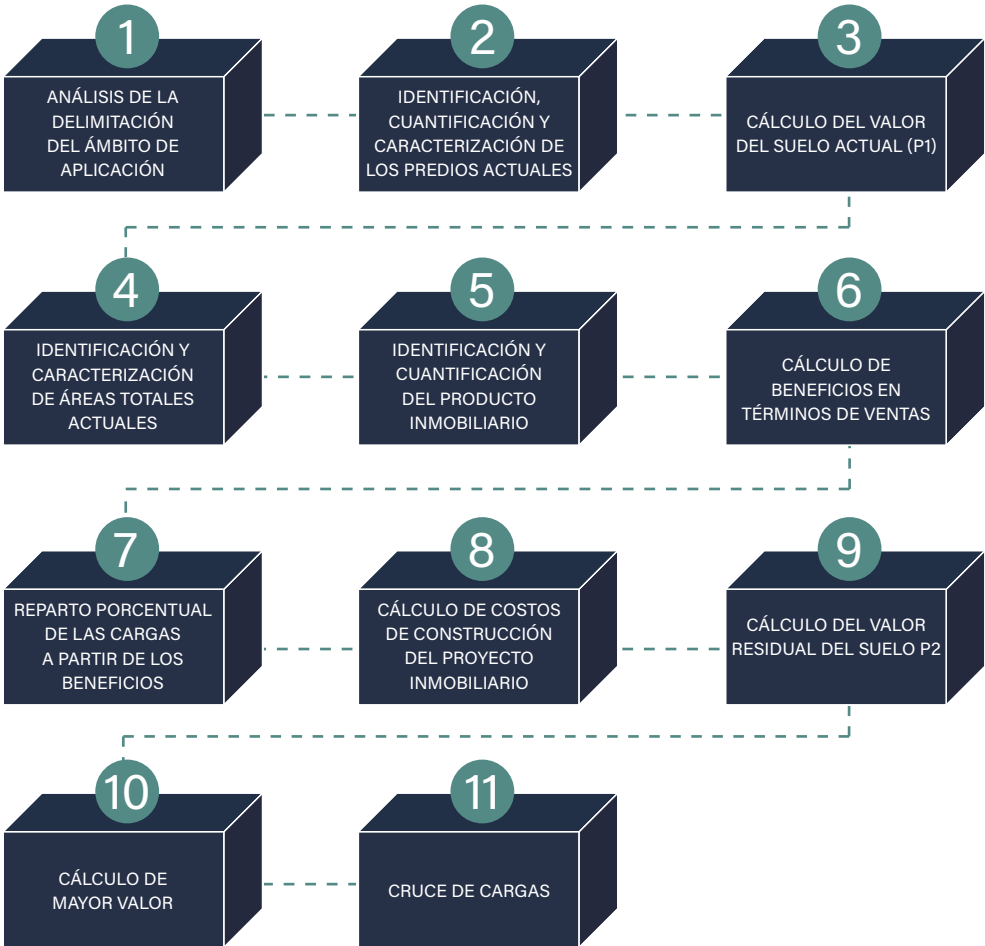 1
ANÁLISIS DE LA
DELIMITACIÓN
DEL ÁMBITO DE
APLICACIÓN
2
IDENTIFICACIÓN,
CUANTIFICACIÓN Y
CARACTERIZACIÓN DE
LOS PREDIOS ACTUALES
3
CÁLCULO DEL VALOR
DEL SUELO ACTUAL (P1)
4
IDENTIFICACIÓN Y
CARACTERIZACIÓN
DE ÁREAS TOTALES
ACTUALES
5
IDENTIFICACIÓN Y
CUANTIFICACIÓN
DEL PRODUCTO
INMOBILIARIO
6
CÁLCULO DE
BENEFICIOS EN
TÉRMINOS DE VENTAS
7
REPARTO PORCENTUAL
DE LAS CARGAS
A PARTIR DE LOS
BENEFICIOS
8
CÁLCULO DE COSTOS
DE CONSTRUCCIÓN
DEL PROYECTO
INMOBILIARIO
9
CÁLCULO DEL VALOR
RESIDUAL DEL SUELO P2
10
CÁLCULO DE
MAYOR VALOR
11
CRUCE DE CARGAS